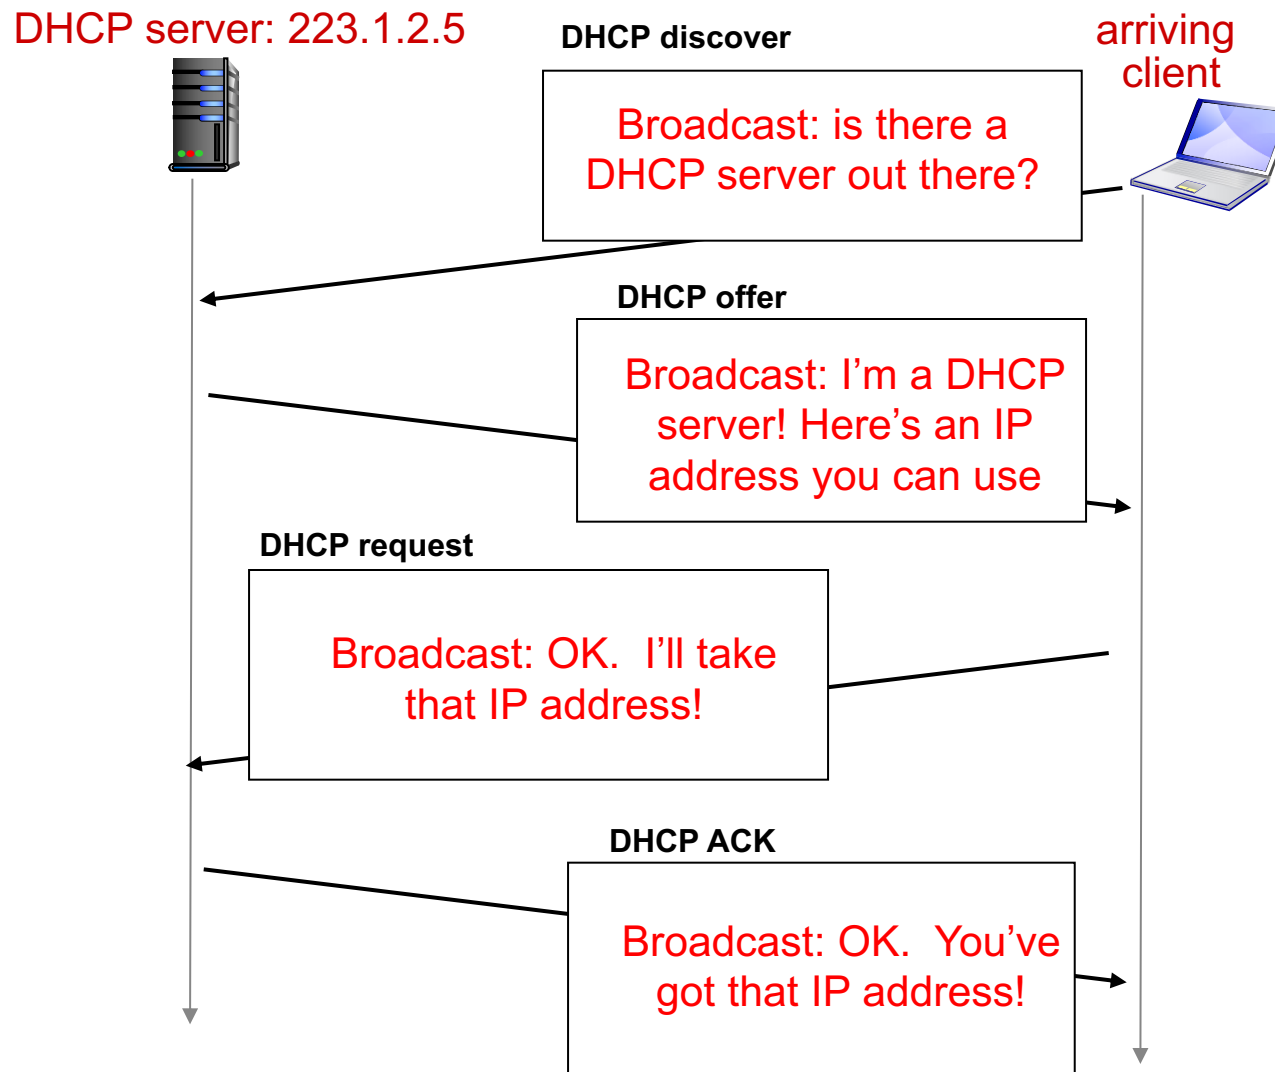 DHCP server: 223.1.2.5
DHCP discover
arriving
client
Broadcast: is there a
DHCP server out there?
DHCP offer
Broadcast: I’m a DHCP
server! Here’s an IP
address you can use
DHCP request
Broadcast: OK.  I’ll take
that IP address!
DHCP ACK
Broadcast: OK.  You’ve
got that IP address!